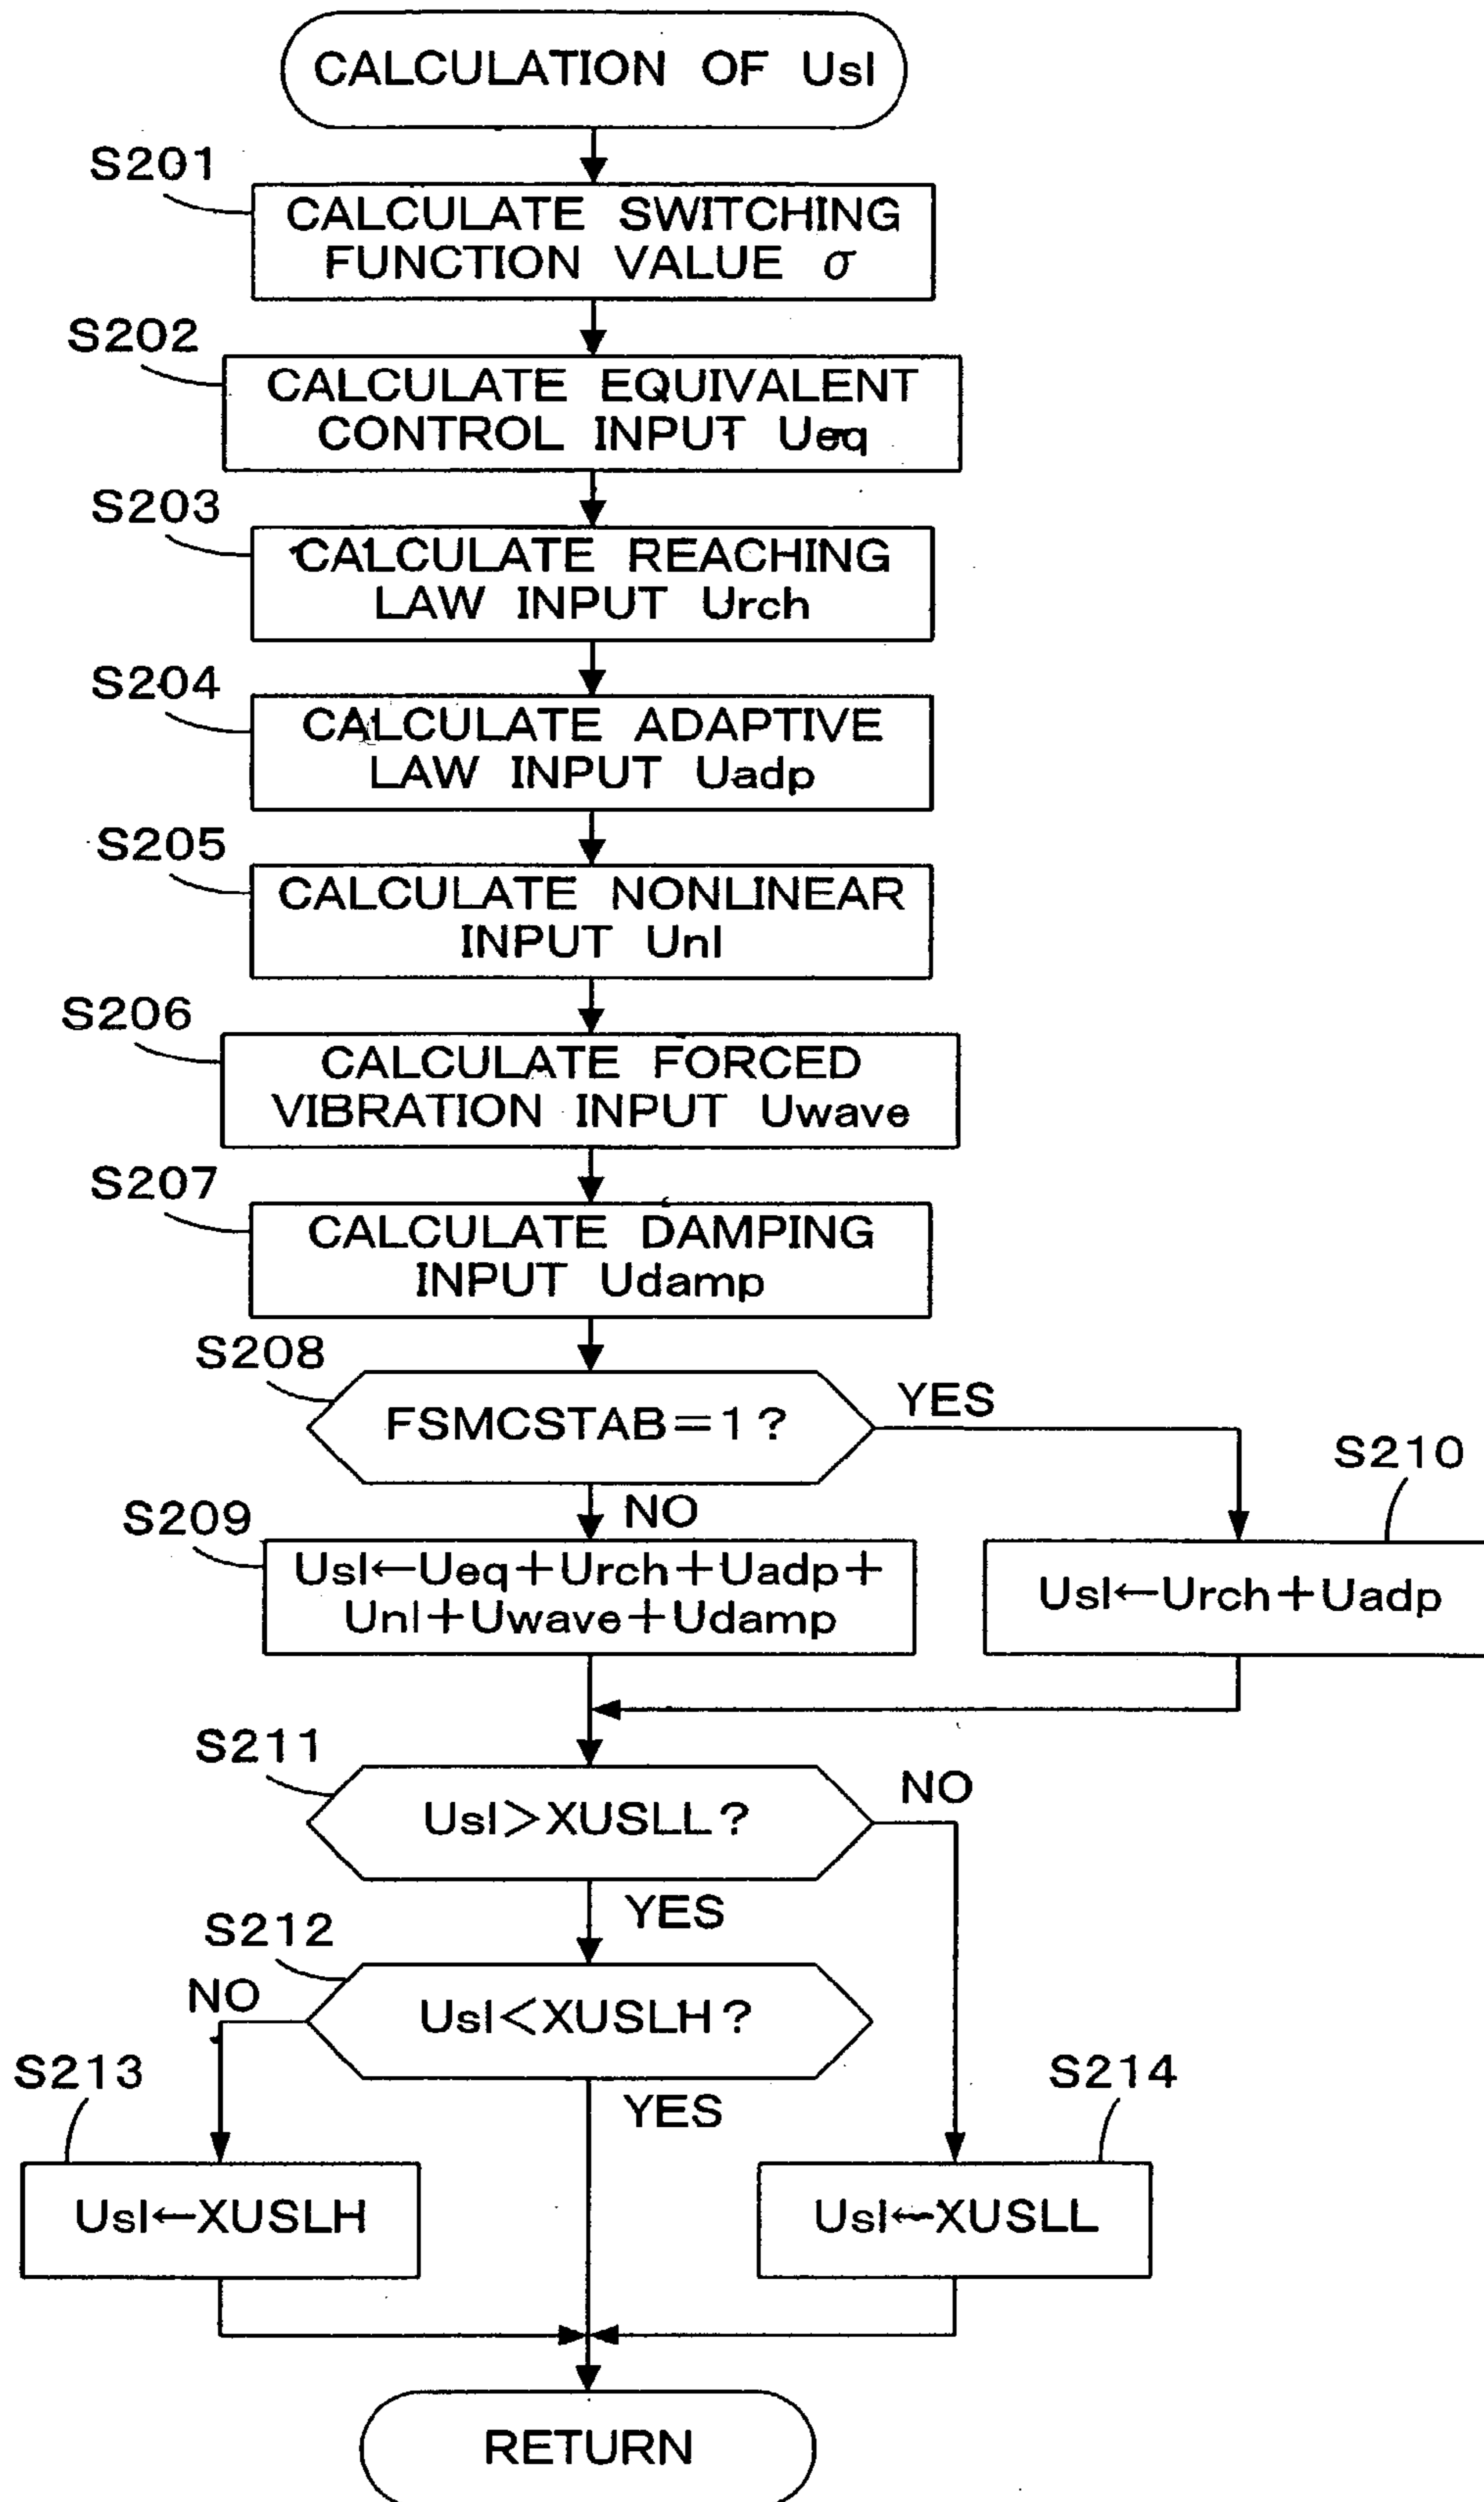 CALCULATION OF Usl
S201
CALCULATE SWITCHING
FUNCTION VALUE σ
S202
CALCULATE EQUIVALENT
CONTROL INPUT Ueq
S203
CALCULATE REACHING
LAW INPUT Urch
S204
CALCULATE ADAPTIVE
LAW INPUT Uadp
S205
CALCULATE NONLINEAR
INPUT Unl
S206
CALCULATE FORCED
VIBRATION INPUT Uwave
S207
CALCULATE DAMPING
INPUT Udamp
S208
FSMCSTAB=1?
YES
NO
S209
Usl←Ueq+Urch+Uadp+
Unl+Uwave+Udamp
S210
Usl←Urch+Uadp
S211
Usl>XUSLL?
NO
YES
S212
Usl<XUSLH?
NO
YES
S213
Usl←XUSLH
S214
Usl←XUSLL
RETURN